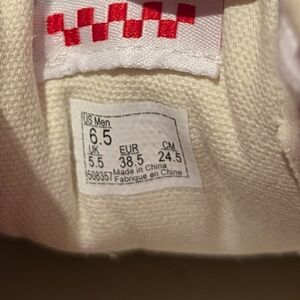 US Men
6.5
UK EUR CM
5.5 38.5 24.5
508357 Made in China
Fabrique en Chine